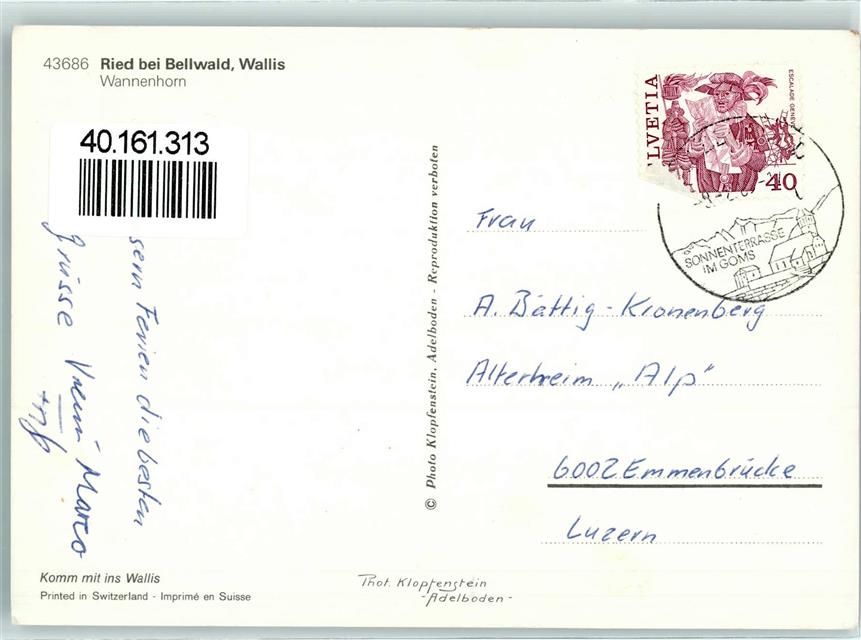 43686 Ried bei Bellwald, Wallis
Wannenhorn
40.161.313
sern Ferien die besten
Grüsse Vreni Marco
Komm mit ins Wallis
Printed in Switzerland - Imprimé en Suisse
© Photo Klopfenstein, Adelboden - Reproduktion verboten
Phot. Klopfenstein
- Adelboden -
LVETIA
ESCALADE GENEVE
40
SONNENTERRASSE
IM GOMS
Frau
A. Bättig - Kronenberg
Alterheim „Alp"
6002 Emmenbrücke
Luzern